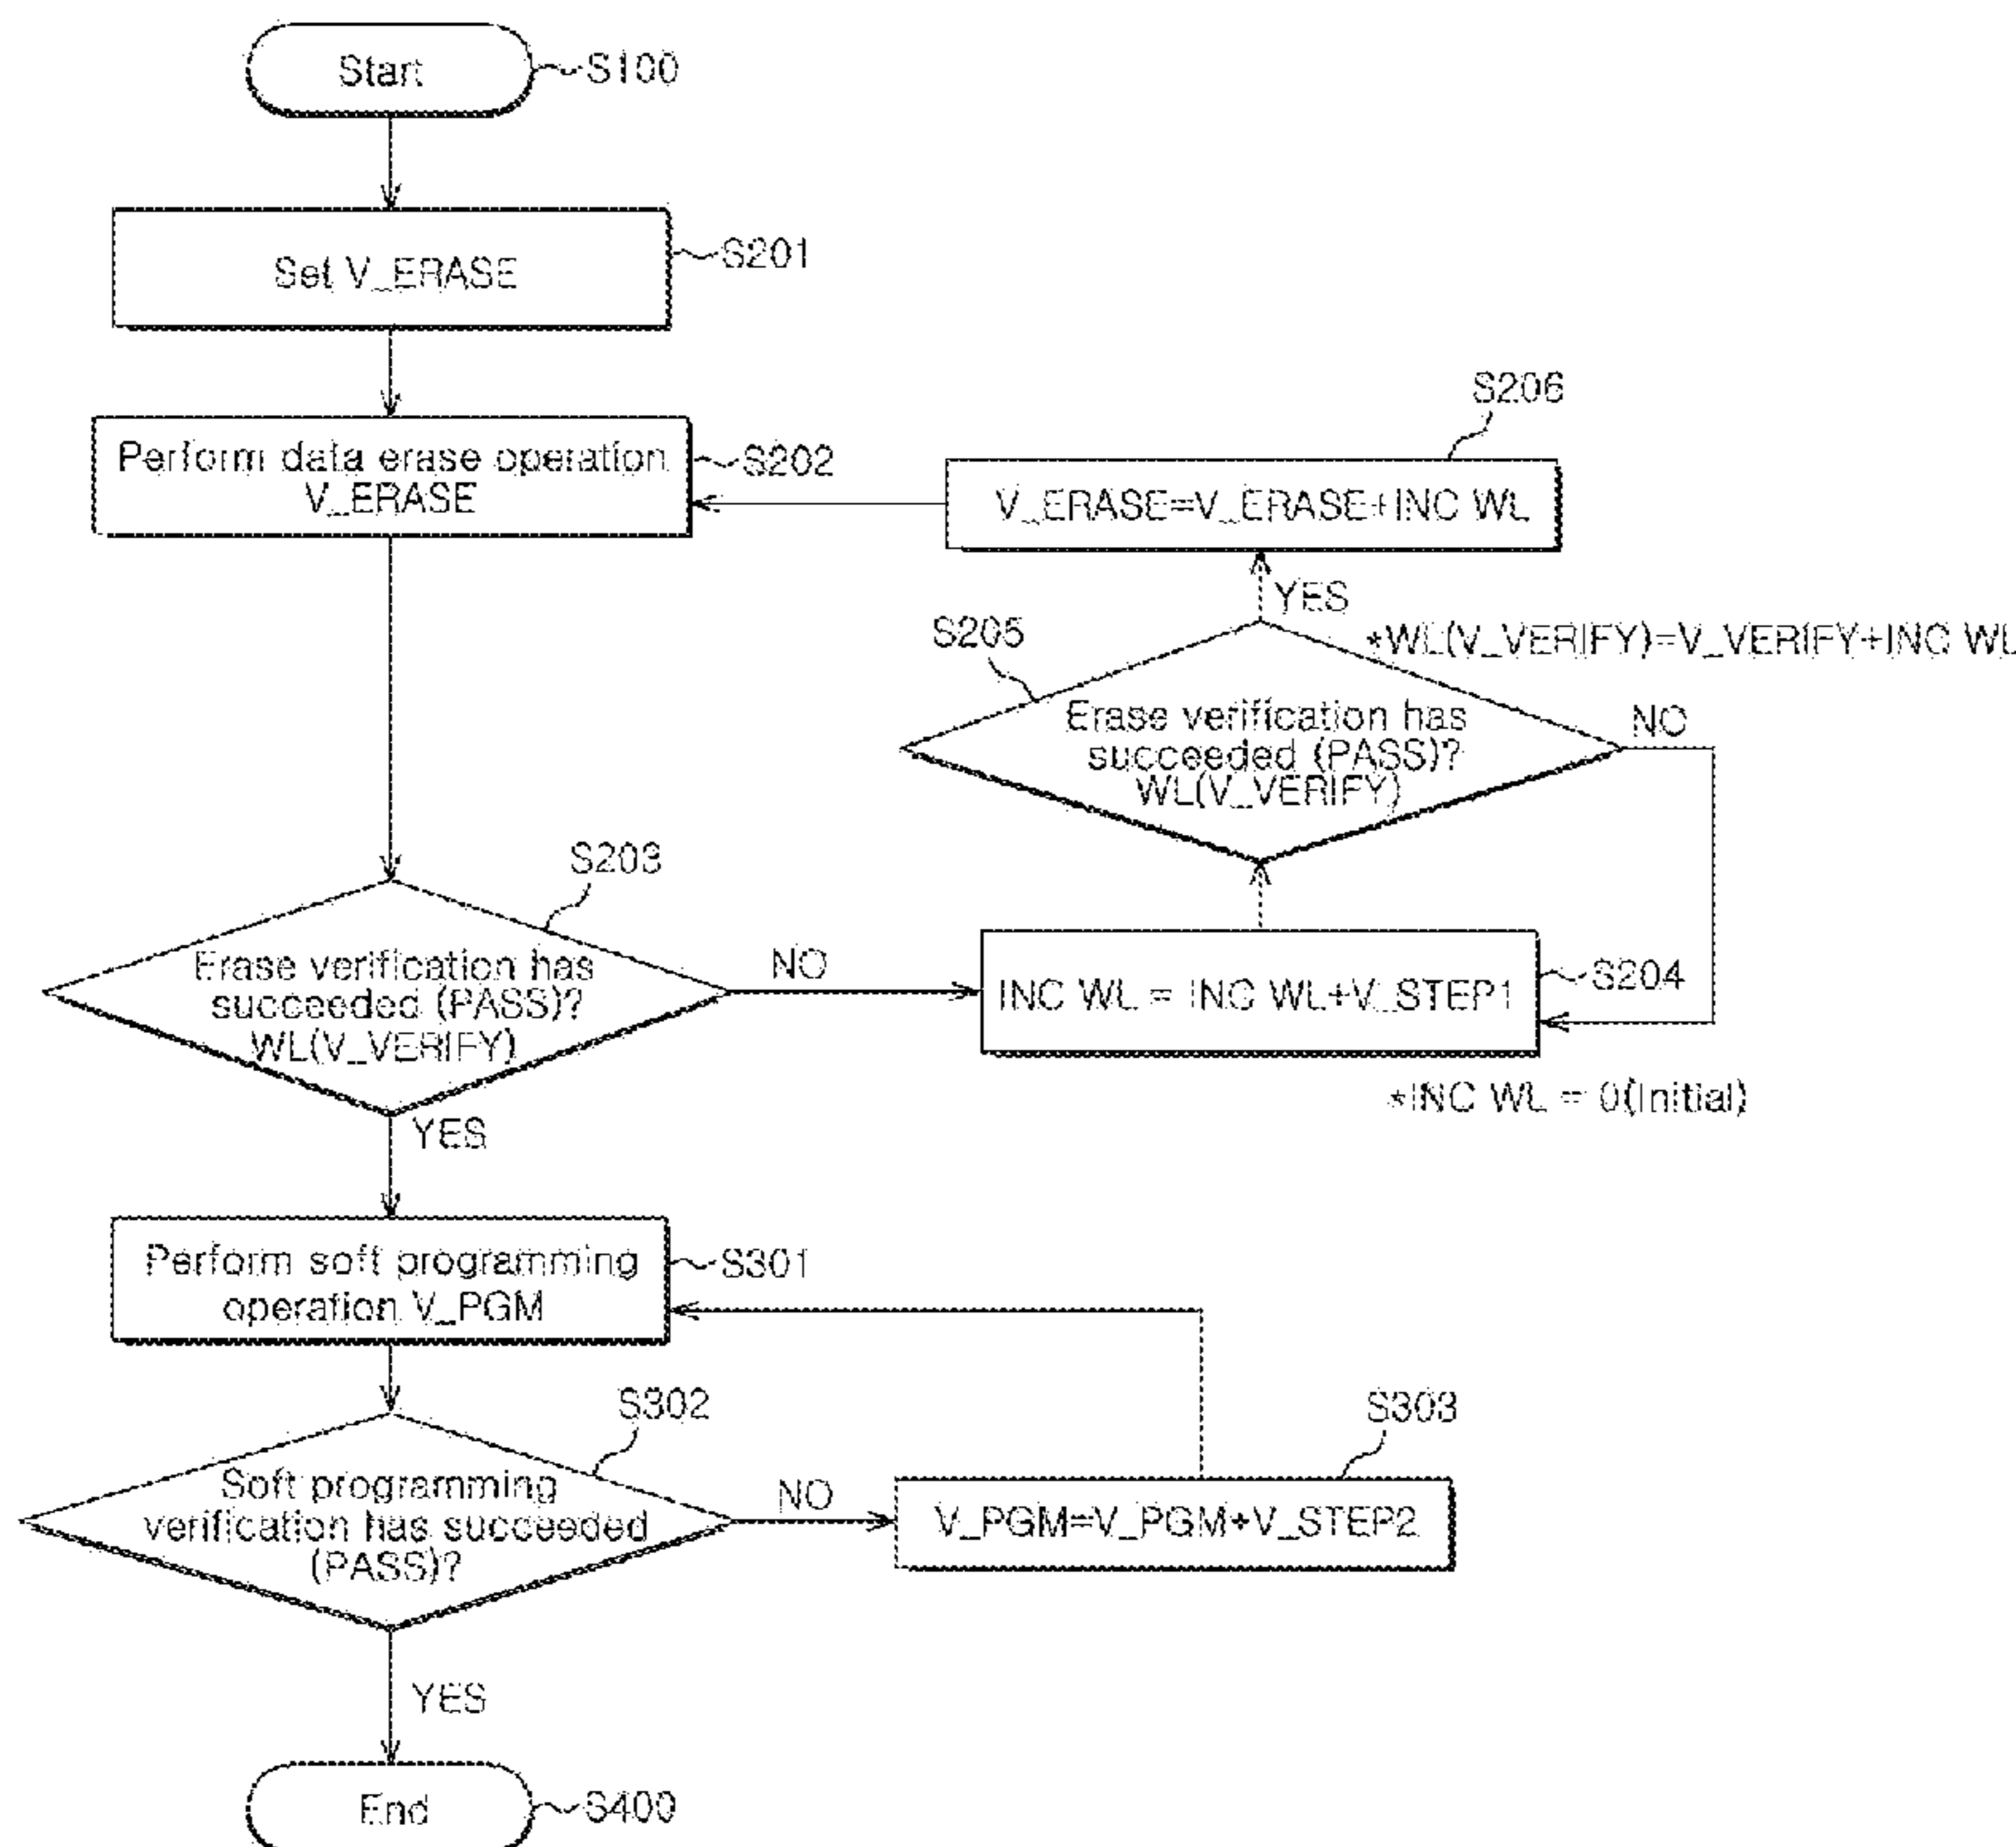 Start
S100
Set V_ERASE
S201
Perform data erase operation
V_ERASE
S202
S206
V_ERASE=V_ERASE+INC WL
YES
S205
*WL(V_VERIFY)=V_VERIFY+INC WL
Erase verification has
succeeded (PASS)?
WL(V_VERIFY)
NO
S203
Erase verification has
succeeded (PASS)?
WL(V_VERIFY)
NO
INC WL = INC WL+V_STEP1
S204
*INC WL = 0(Initial)
YES
Perform soft programming
operation V_PGM
S301
S302
Soft programming
verification has succeeded
(PASS)?
NO
S303
V_PGM=V_PGM+V_STEP2
YES
End
S400